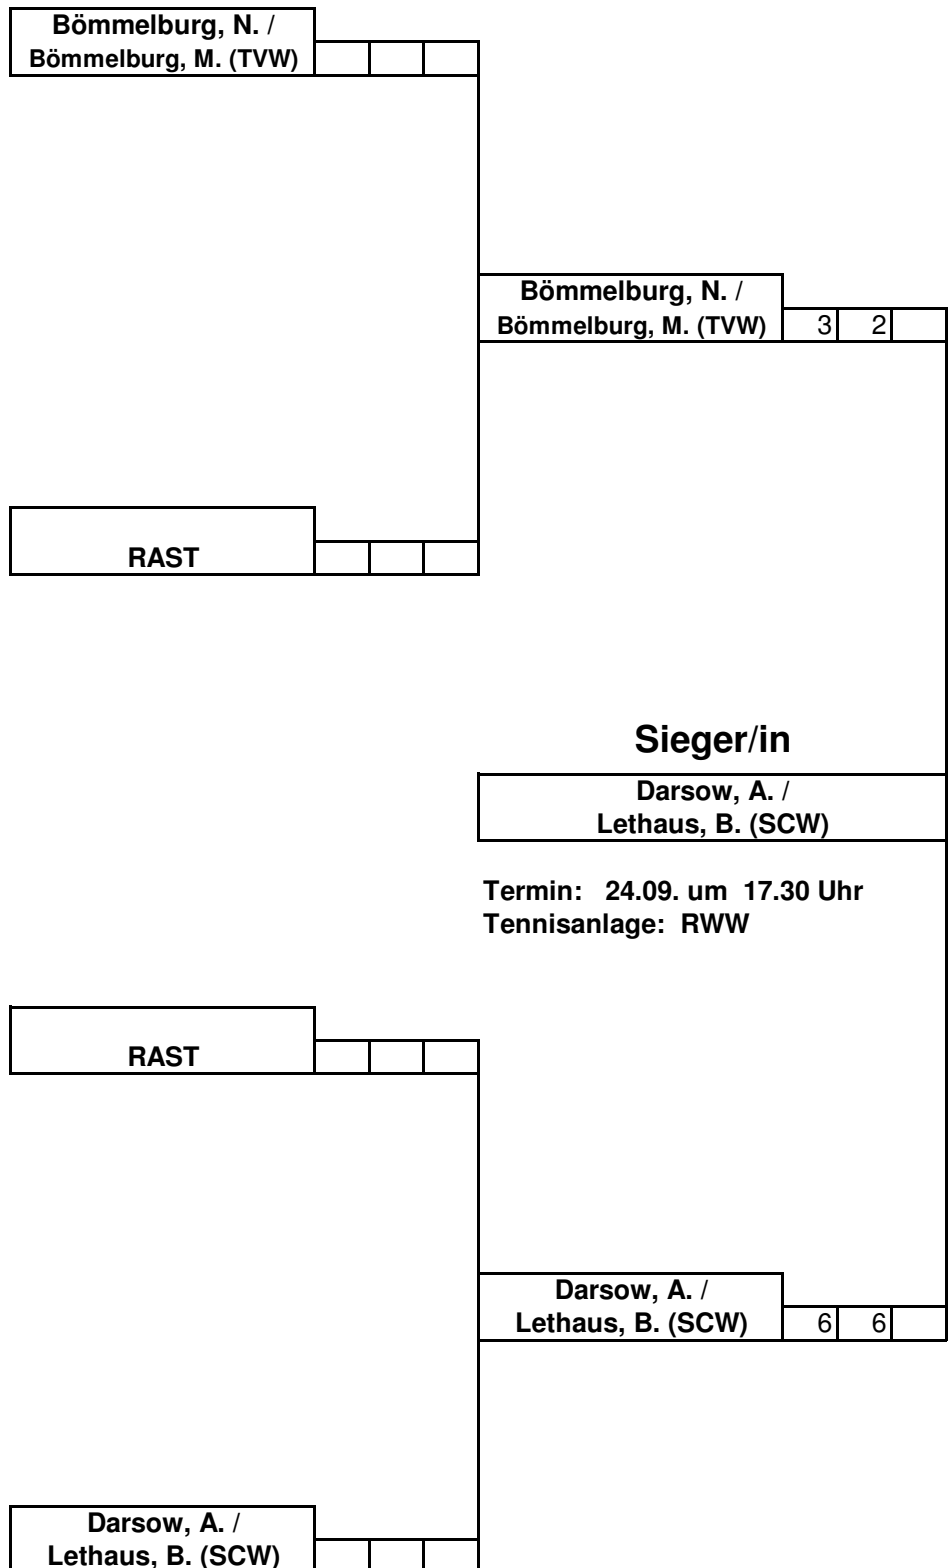 Bömmelburg, N. /
Bömmelburg, M. (TVW)
Bömmelburg, N. /
Bömmelburg, M. (TVW) 3 2
RAST
Sieger/in
Darsow, A. /
Lethaus, B. (SCW)
Termin: 24.09. um 17.30 Uhr
Tennisanlage: RWW
RAST
Darsow, A. /
Lethaus, B. (SCW) 6 6
Darsow, A. /
Lethaus, B. (SCW)